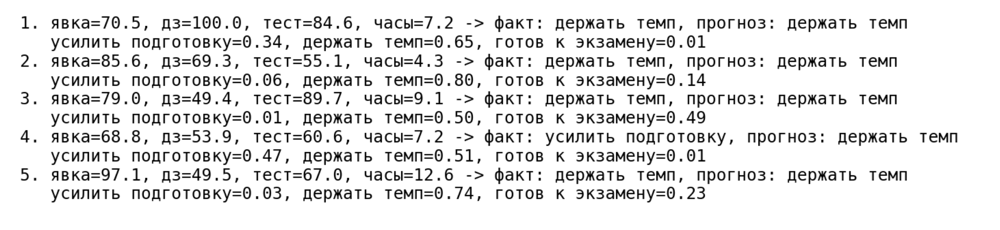 1. явка=70.5, дз=100.0, тест=84.6, часы=7.2 -> факт: держать темп, прогноз: держать темп
усилить подготовку=0.34, держать темп=0.65, готов к экзамену=0.01
2. явка=85.6, дз=69.3, тест=55.1, часы=4.3 -> факт: держать темп, прогноз: держать темп
усилить подготовку=0.06, держать темп=0.80, готов к экзамену=0.14
3. явка=79.0, дз=49.4, тест=89.7, часы=9.1 -> факт: держать темп, прогноз: держать темп
усилить подготовку=0.01, держать темп=0.50, готов к экзамену=0.49
4. явка=68.8, дз=53.9, тест=60.6, часы=7.2 -> факт: усилить подготовку, прогноз: держать темп
усилить подготовку=0.47, держать темп=0.51, готов к экзамену=0.01
5. явка=97.1, дз=49.5, тест=67.0, часы=12.6 -> факт: держать темп, прогноз: держать темп
усилить подготовку=0.03, держать темп=0.74, готов к экзамену=0.23